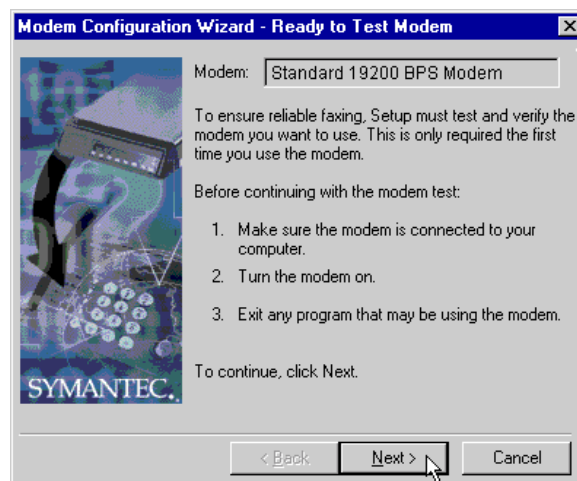 Modem Configuration Wizard - Ready to Test Modem
Modem: Standard 19200 BPS Modem
To ensure reliable faxing, Setup must test and verify the
modem you want to use. This is only required the first
time you use the modem.
Before continuing with the modem test:
1. Make sure the modem is connected to your
computer.
2. Turn the modem on.
3. Exit any program that may be using the modem.
To continue, click Next.
SYMANTEC.
< Back
Next >
Cancel